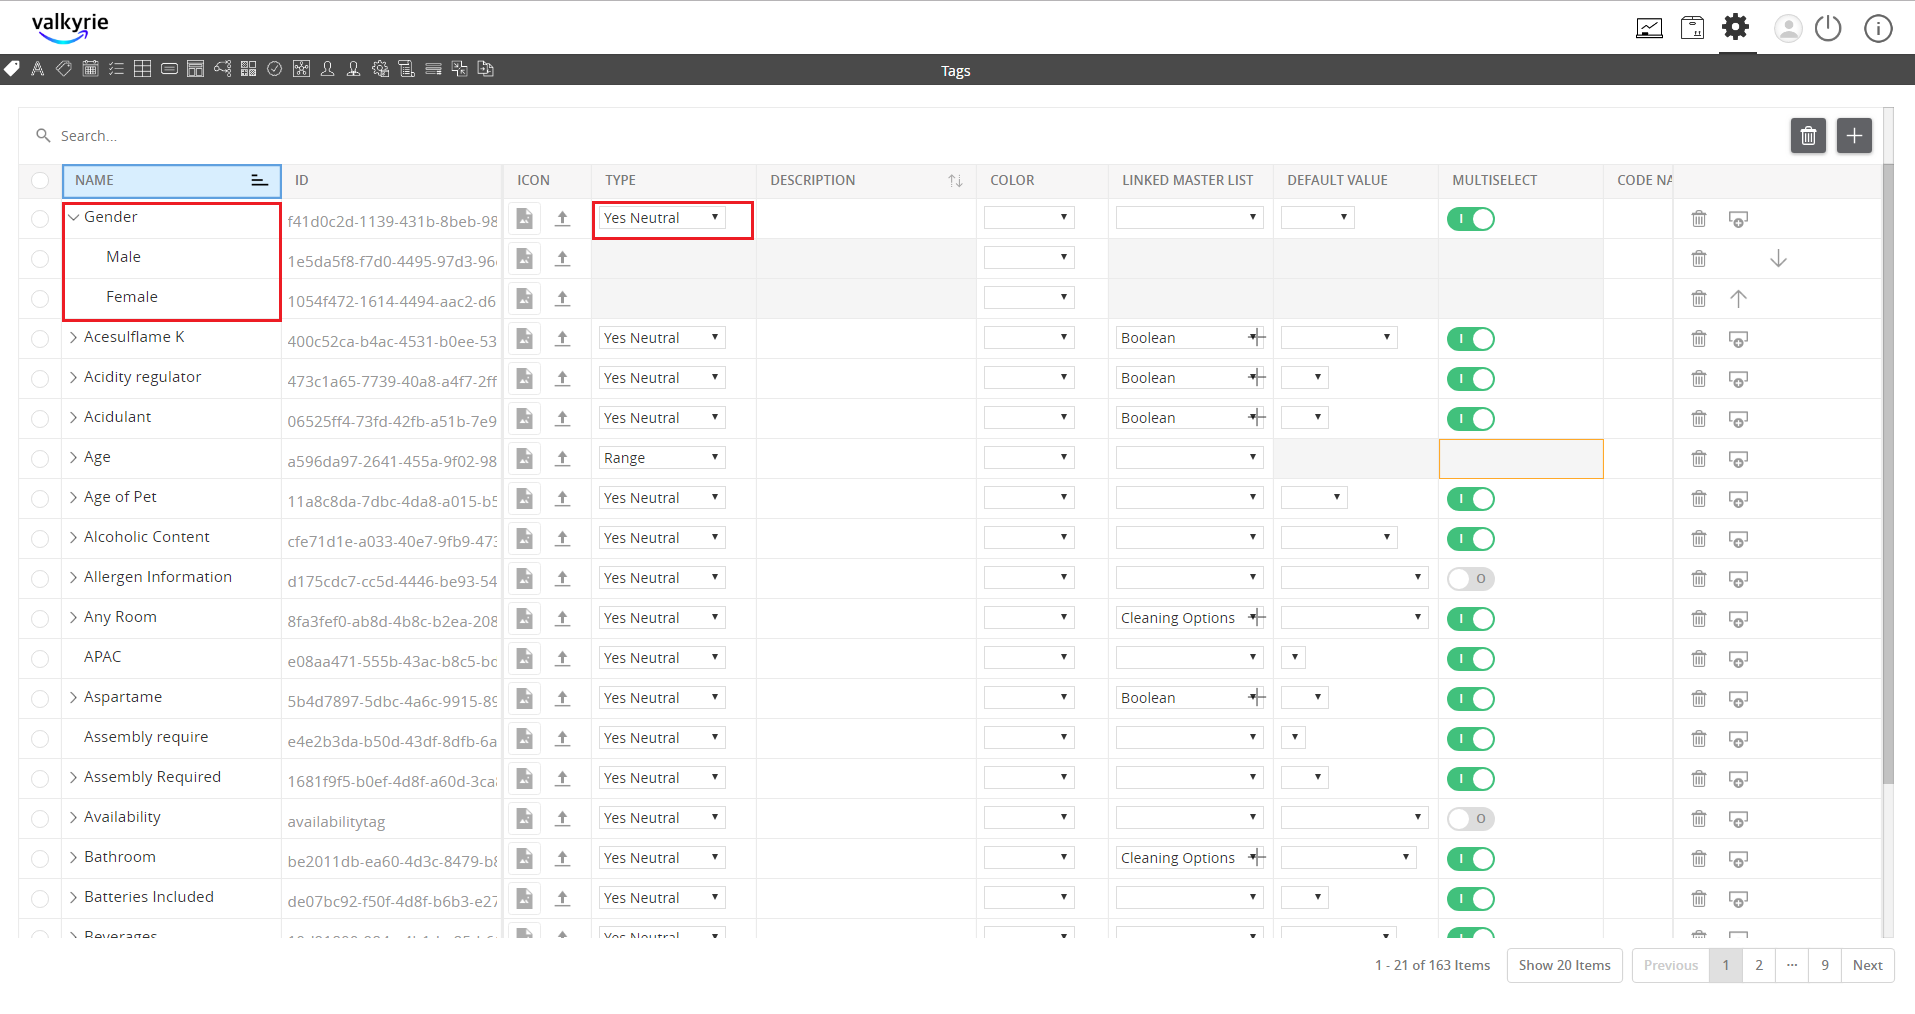 valkyrie
Tags
Search...
NAME ID ICON TYPE DESCRIPTION COLOR LINKED MASTER LIST DEFAULT VALUE MULTISELECT CODE NA
Gender f41d0c2d-1139-431b-8beb-98 Yes Neutral
Male 1e5da5f8-f7d0-4495-97d3-96
Female 1054f472-1614-4494-aac2-d6
Acesulflame K 400c52ca-b4ac-4531-b0ee-53 Yes Neutral Boolean
Acidity regulator 473c1a65-7739-40a8-a4f7-2ff Yes Neutral Boolean
Acidulant 06525ff4-73fd-42fb-a51b-7e9 Yes Neutral Boolean
Age a596da97-2641-455a-9f02-98 Range
Age of Pet 11a8c8da-7dbc-4da8-a015-b5 Yes Neutral
Alcoholic Content cfe71d1e-a033-40e7-9fb9-473 Yes Neutral
Allergen Information d175cdc7-cc5d-4446-be93-54 Yes Neutral
Any Room 8fa3fef0-ab8d-4b8c-b2ea-208 Yes Neutral Cleaning Options
APAC e08aa471-555b-43ac-b8c5-bc Yes Neutral
Aspartame 5b4d7897-5dbc-4a6c-9915-89 Yes Neutral Boolean
Assembly require e4e2b3da-b50d-43df-8dfb-6a Yes Neutral
Assembly Required 1681f9f5-b0ef-4d8f-a60d-3ca Yes Neutral
Availability availabilitytag Yes Neutral
Bathroom be2011db-ea60-4d3c-8479-b8 Yes Neutral Cleaning Options
Batteries Included de07bc92-f50f-4d8f-b6b3-e27 Yes Neutral
Beverages Yes Neutral
1 - 21 of 163 Items Show 20 Items Previous 1 2 ... 9 Next